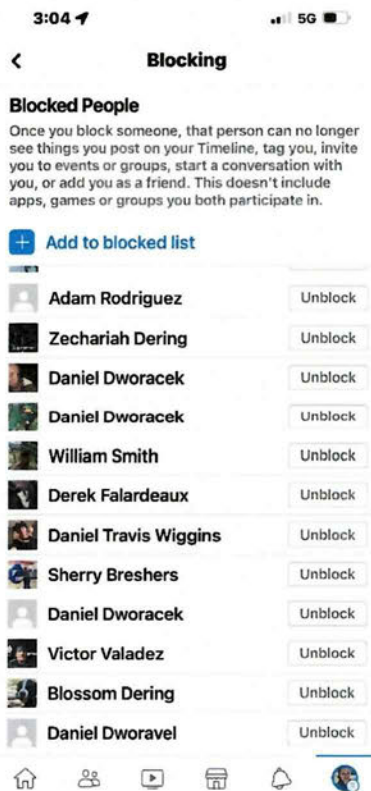 3:04
5G
Blocking
Blocked People
Once you block someone, that person can no longer
see things you post on your Timeline, tag you, invite
you to events or groups, start a conversation with
you, or add you as a friend. This doesn't include
apps, games or groups you both participate in.
Add to blocked list
Adam Rodriguez Unblock
Zechariah Dering Unblock
Daniel Dworacek Unblock
Daniel Dworacek Unblock
William Smith Unblock
Derek Falardeaux Unblock
Daniel Travis Wiggins Unblock
Sherry Breshers Unblock
Daniel Dworacek Unblock
Victor Valadez Unblock
Blossom Dering Unblock
Daniel Dworavel Unblock